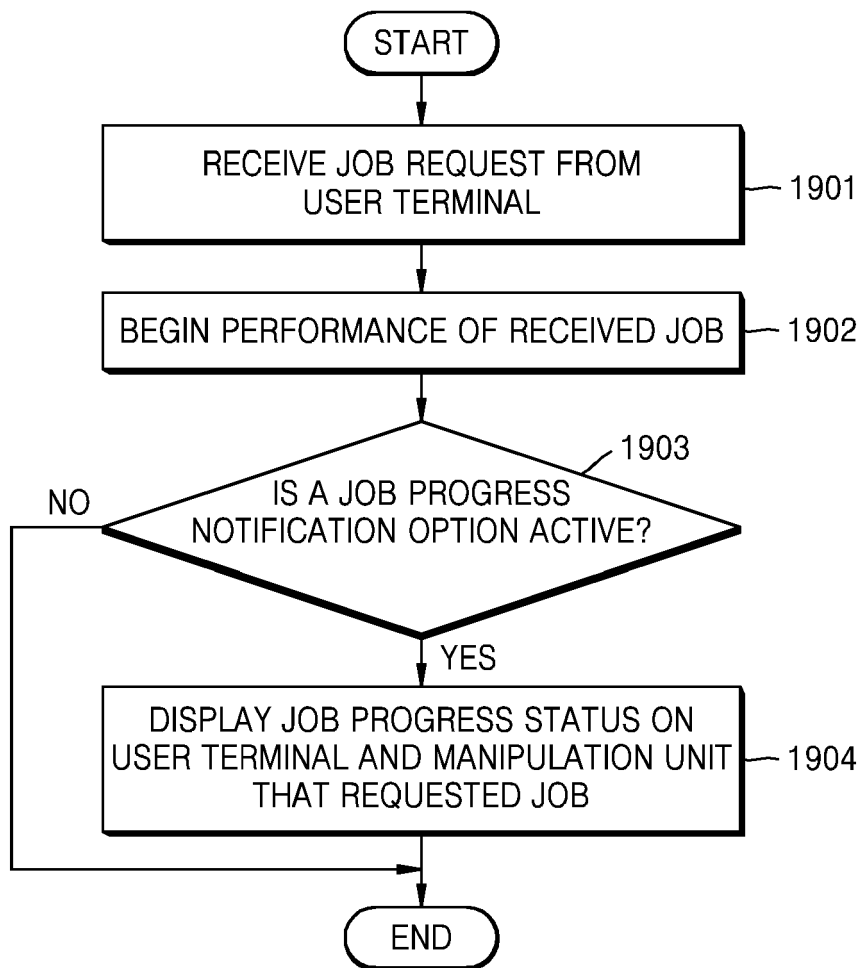 START
RECEIVE JOB REQUEST FROM
USER TERMINAL
1901
BEGIN PERFORMANCE OF RECEIVED JOB
1902
1903
IS A JOB PROGRESS
NOTIFICATION OPTION ACTIVE?
NO
YES
DISPLAY JOB PROGRESS STATUS ON
USER TERMINAL AND MANIPULATION UNIT
THAT REQUESTED JOB
1904
END